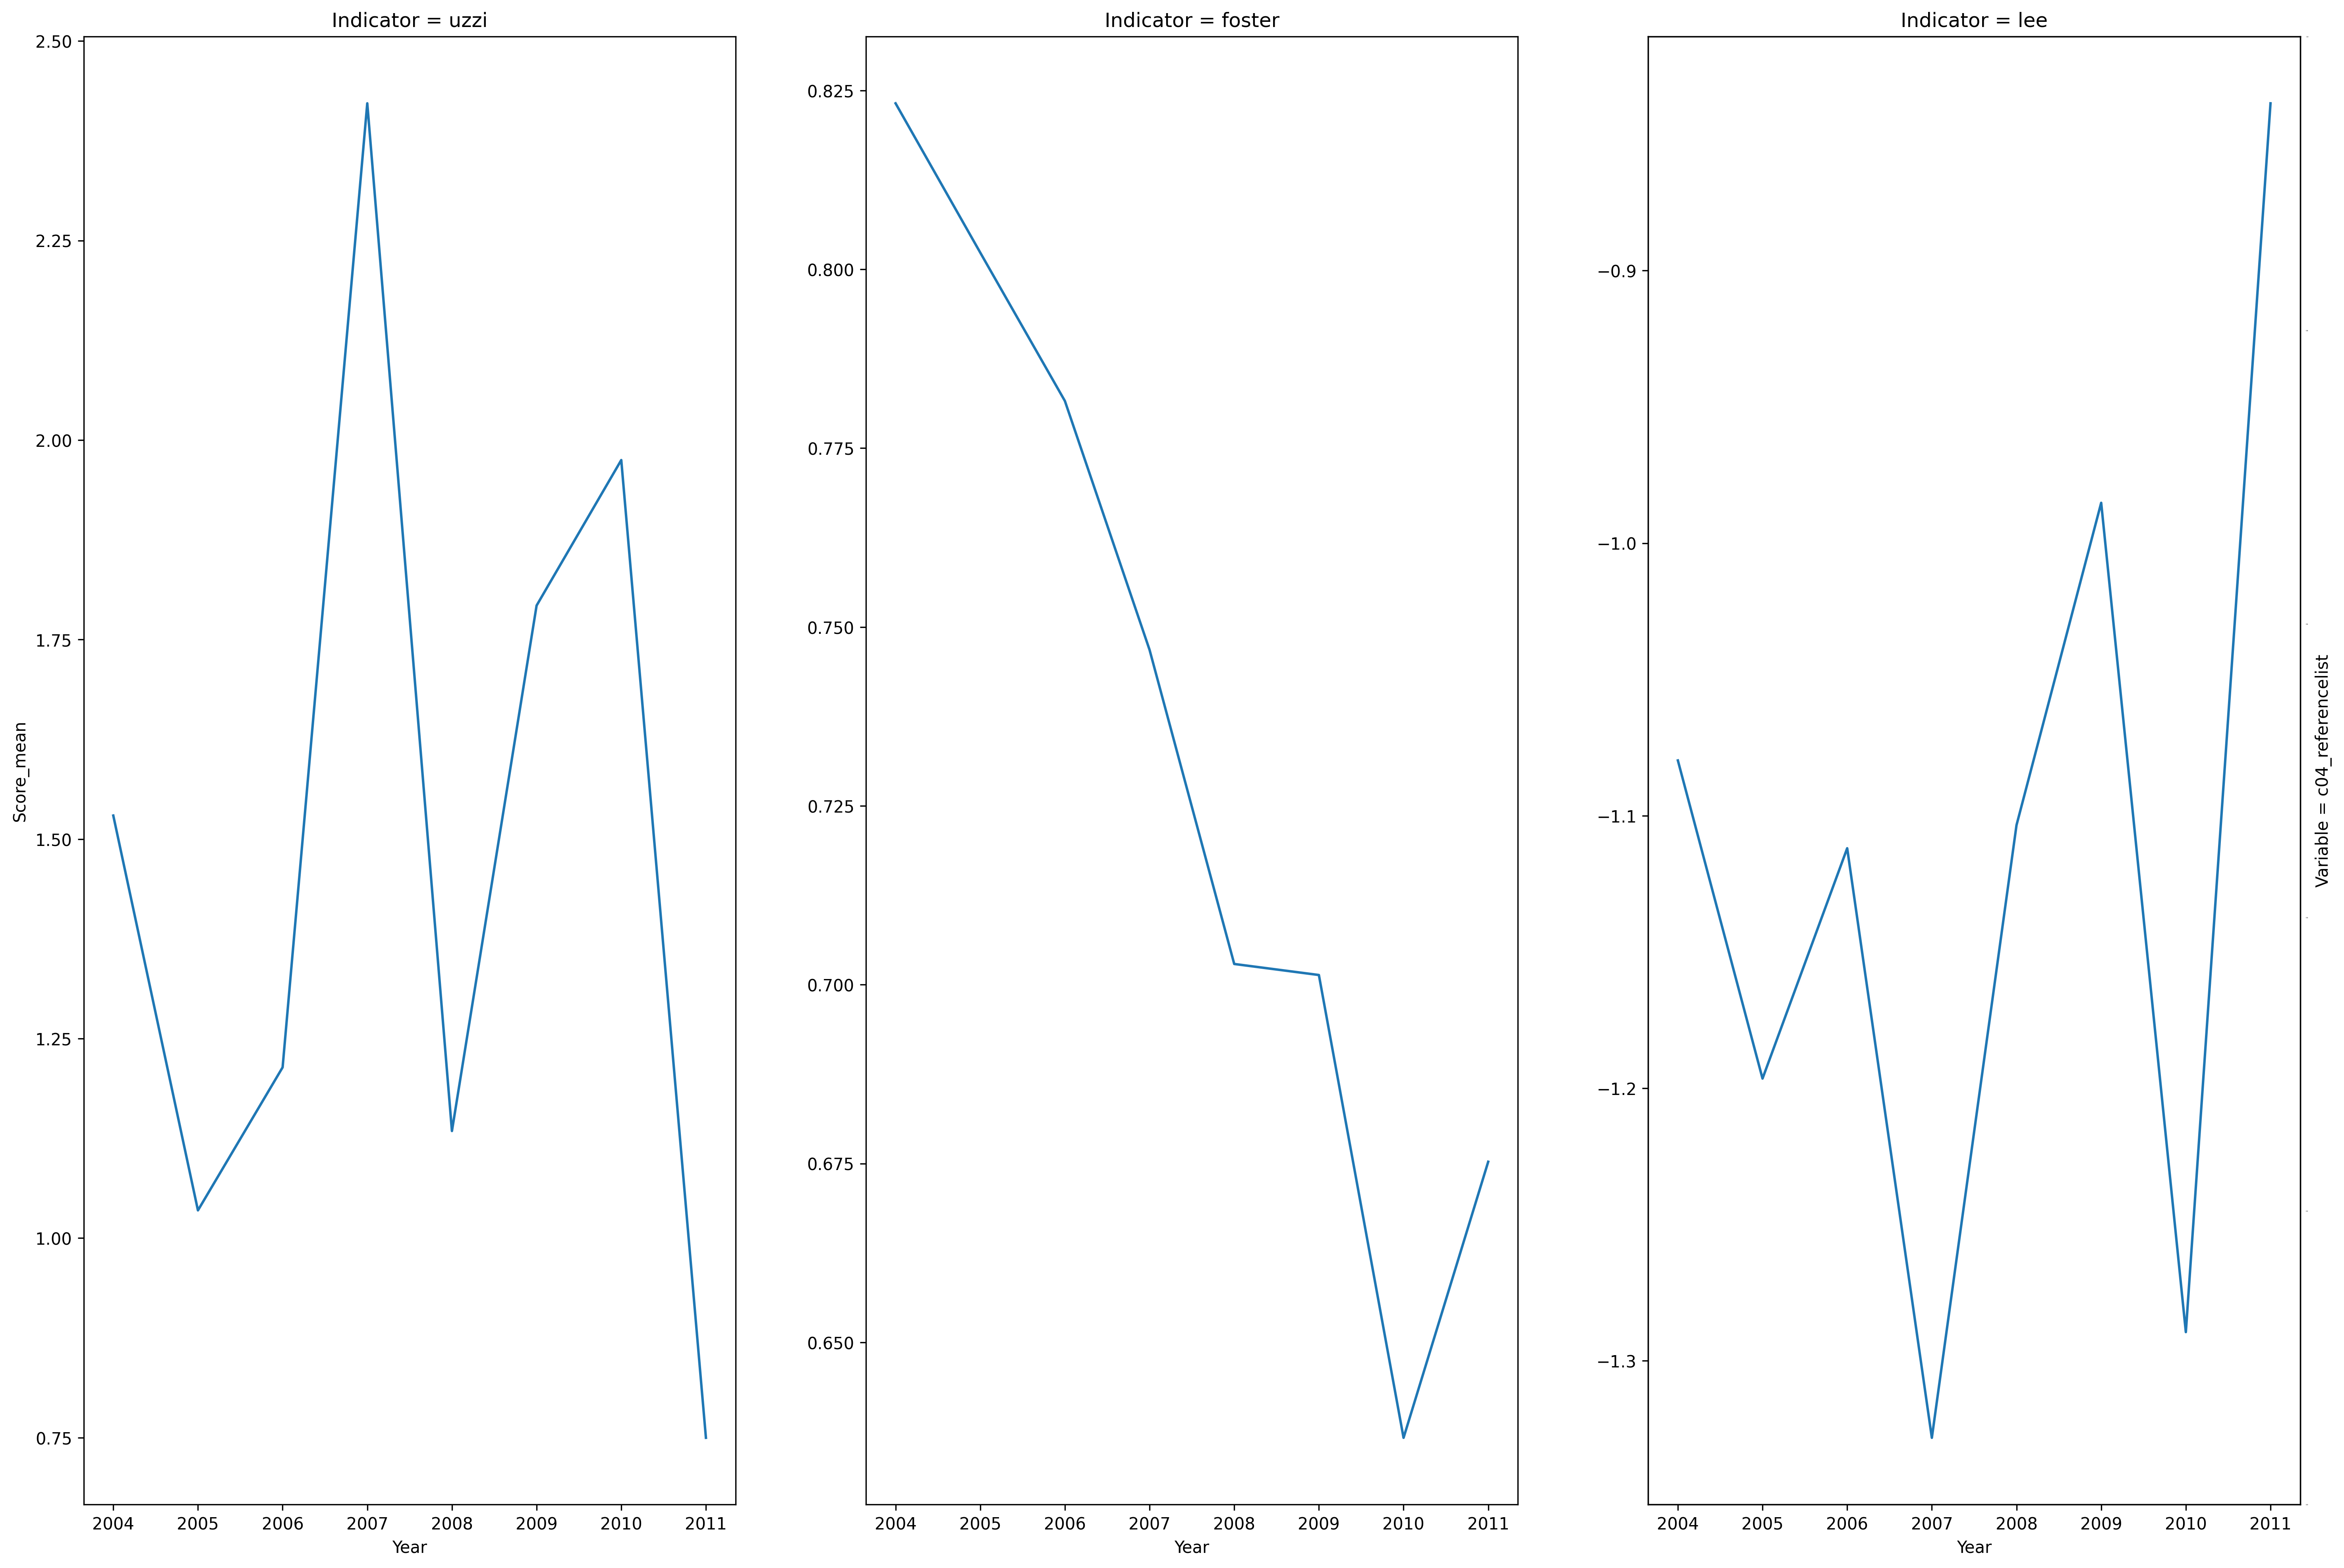 Indicator = uzzi
Indicator = foster
Indicator = lee
Score_mean
2.50
2.25
2.00
1.75
1.50
1.25
1.00
0.75
2004 2005 2006 2007 2008 2009 2010 2011
Year
0.825
0.800
0.775
0.750
0.725
0.700
0.675
0.650
2004 2005 2006 2007 2008 2009 2010 2011
Year
−0.9
−1.0
−1.1
−1.2
−1.3
2004 2005 2006 2007 2008 2009 2010 2011
Year
Variable = c04_referencelist